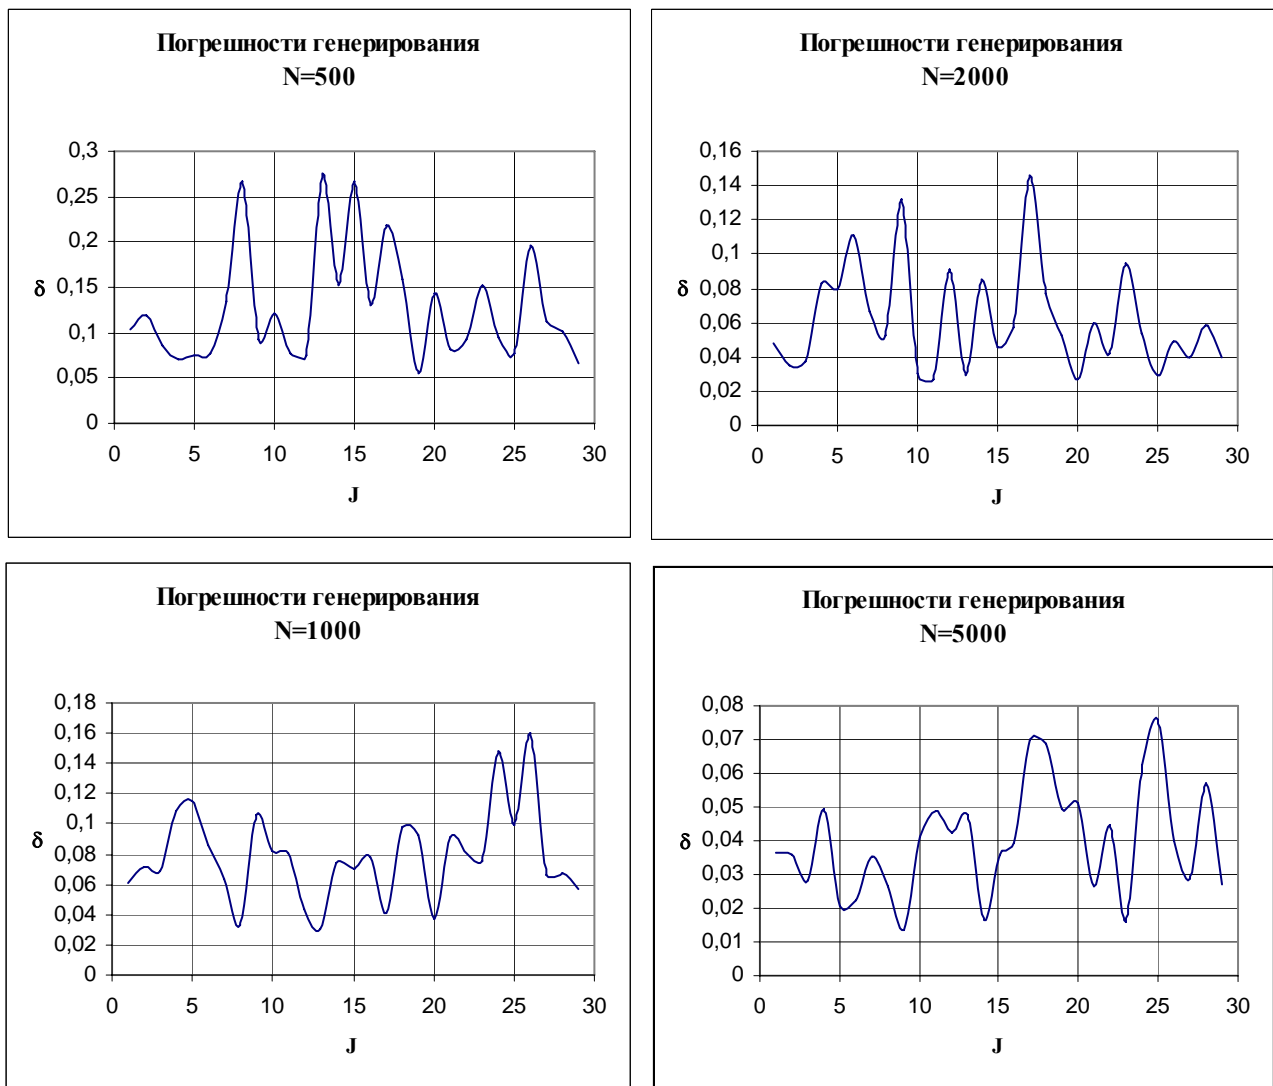 Погрешности генерирования
N=500
0,3
0,25
0,2
0,15
0,1
0,05
0
δ
0 5 10 15 20 25 30
J
Погрешности генерирования
N=2000
0,16
0,14
0,12
0,1
0,08
0,06
0,04
0,02
0
δ
0 5 10 15 20 25 30
J
Погрешности генерирования
N=1000
0,18
0,16
0,14
0,12
0,1
0,08
0,06
0,04
0,02
0
δ
0 5 10 15 20 25 30
J
Погрешности генерирования
N=5000
0,08
0,07
0,06
0,05
0,04
0,03
0,02
0,01
0
δ
0 5 10 15 20 25 30
J